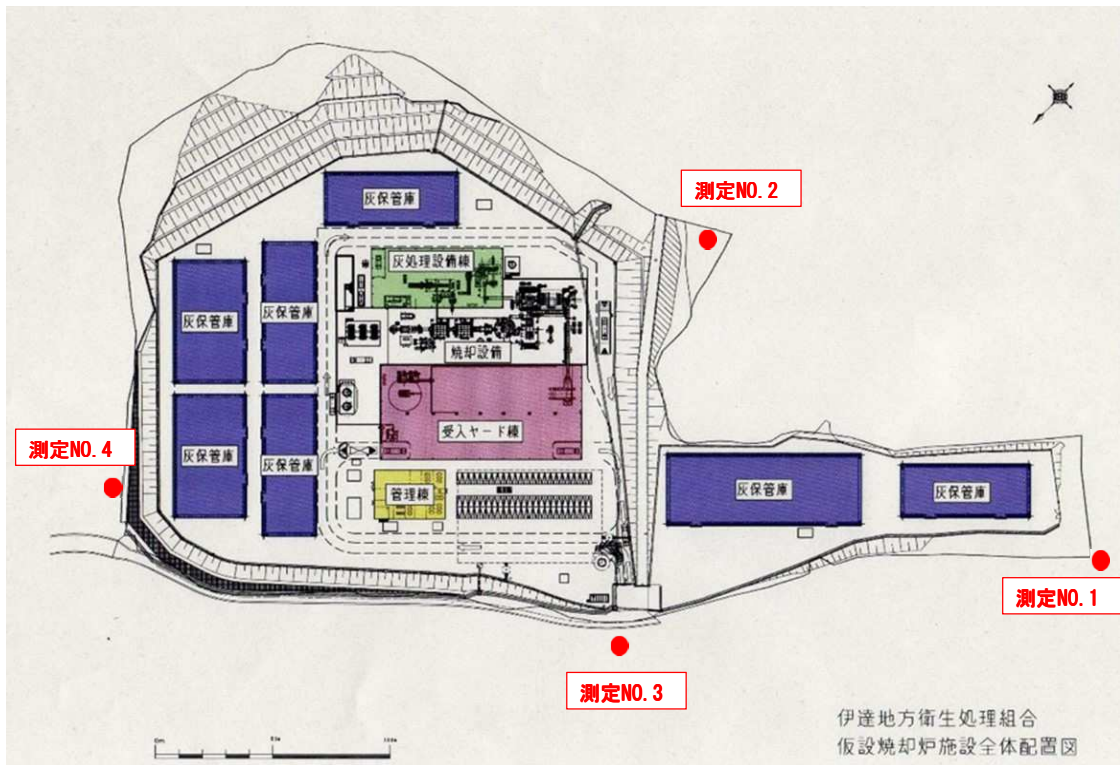 測定NO.2
灰保管庫
灰処理設備棟
灰保管庫
灰保管庫
焼却設備
受入ヤード棟
測定NO.4
灰保管庫
灰保管庫
管理棟
灰保管庫
灰保管庫
測定NO.1
測定NO.3
伊達地方衛生処理組合
仮設焼却炉施設全体配置図
0m